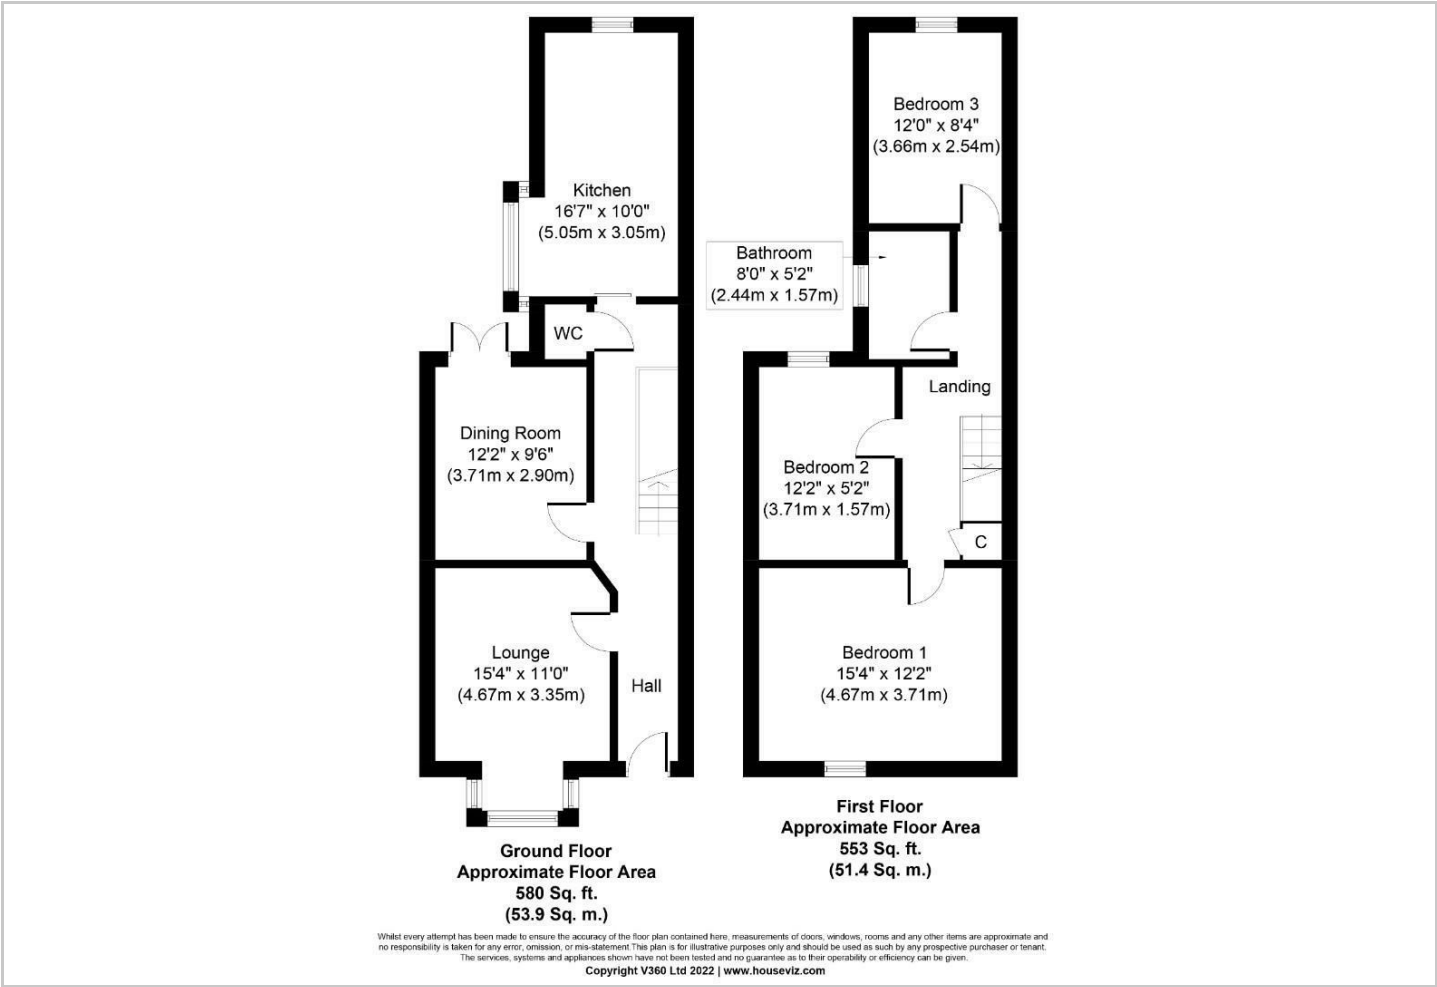 Kitchen
16'7" x 10'0"
(5.05m x 3.05m)
WC
Dining Room
12'2" x 9'6"
(3.71m x 2.90m)
Lounge
15'4" x 11'0"
(4.67m x 3.35m)
Hall
Ground Floor
Approximate Floor Area
580 Sq. ft.
(53.9 Sq. m.)
Bedroom 3
12'0" x 8'4"
(3.66m x 2.54m)
Bathroom
8'0" x 5'2"
(2.44m x 1.57m)
Landing
Bedroom 2
12'2" x 5'2"
(3.71m x 1.57m)
C
Bedroom 1
15'4" x 12'2"
(4.67m x 3.71m)
First Floor
Approximate Floor Area
553 Sq. ft.
(51.4 Sq. m.)
Whilst every attempt has been made to ensure the accuracy of the floor plan contained here, measurements of doors, windows, rooms and any other items are approximate and
no responsibility is taken for any error, omission, or mis-statement.This plan is for illustrative purposes only and should be used as such by any prospective purchaser or tenant.
The services, systems and appliances shown have not been tested and no guarantee as to their operability or efficiency can be given.
Copyright V360 Ltd 2022 | www.houseviz.com